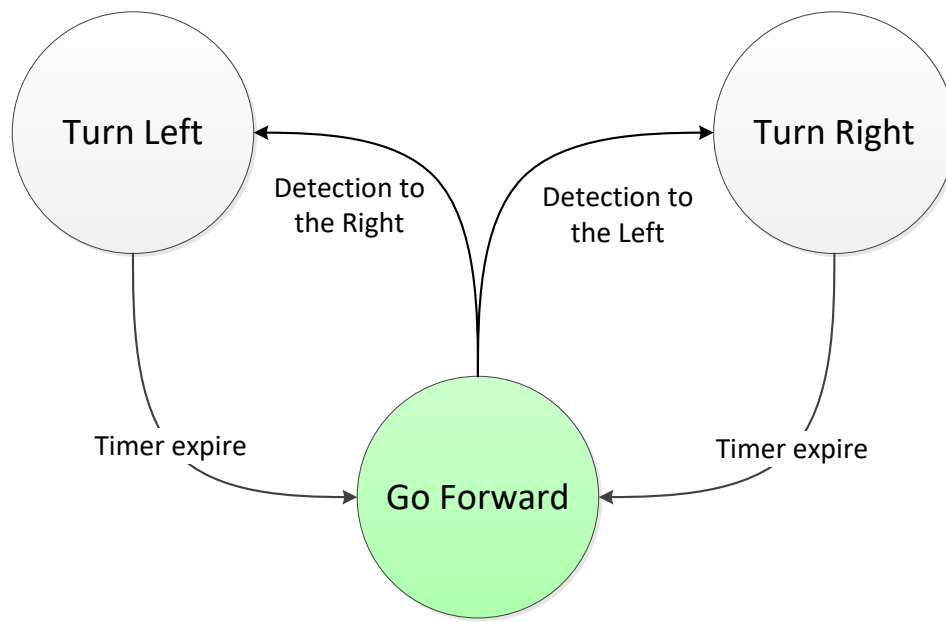 Turn Left
Turn Right
Detection to
the Right
Detection to
the Left
Timer expire
Timer expire
Go Forward